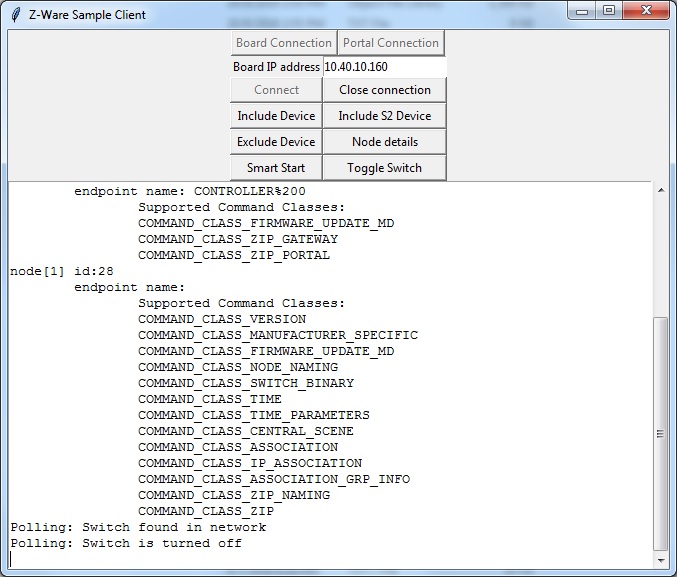 Z-Ware Sample Client
Board Connection Portal Connection
Board IP address 10.40.10.160
Connect Close connection
Include Device Include S2 Device
Exclude Device Node details
Smart Start Toggle Switch
endpoint name: CONTROLLER%200
Supported Command Classes:
COMMAND_CLASS_FIRMWARE_UPDATE_MD
COMMAND_CLASS_ZIP_GATEWAY
COMMAND_CLASS_ZIP_PORTAL
node[1] id:28
endpoint name:
Supported Command Classes:
COMMAND_CLASS_VERSION
COMMAND_CLASS_MANUFACTURER_SPECIFIC
COMMAND_CLASS_FIRMWARE_UPDATE_MD
COMMAND_CLASS_NODE_NAMING
COMMAND_CLASS_SWITCH_BINARY
COMMAND_CLASS_TIME
COMMAND_CLASS_TIME_PARAMETERS
COMMAND_CLASS_CENTRAL_SCENE
COMMAND_CLASS_ASSOCIATION
COMMAND_CLASS_IP_ASSOCIATION
COMMAND_CLASS_ASSOCIATION_GRP_INFO
COMMAND_CLASS_ZIP_NAMING
COMMAND_CLASS_ZIP
Polling: Switch found in network
Polling: Switch is turned off